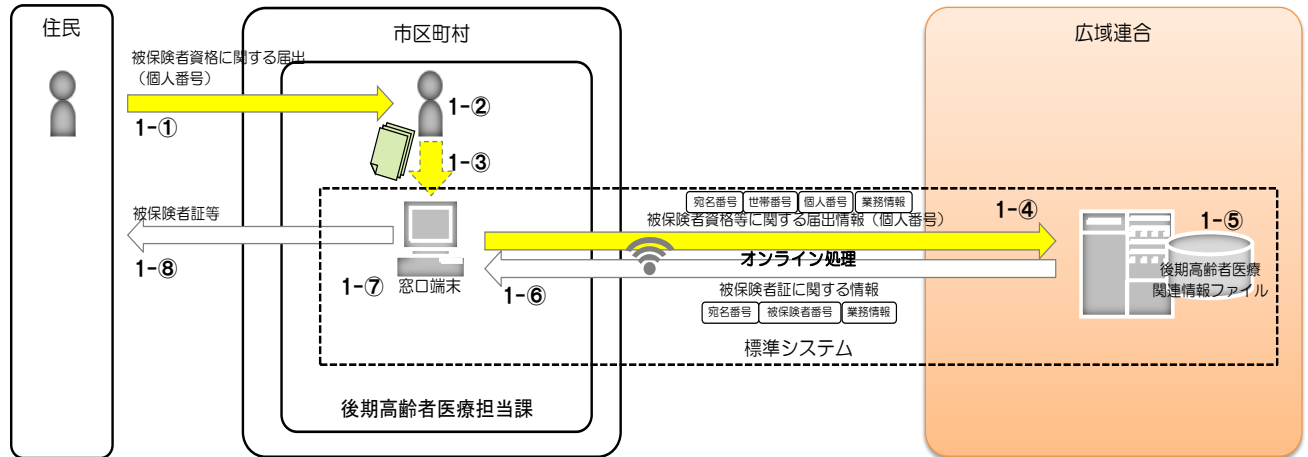 住民
市区町村
広域連合
被保険者資格に関する届出
（個人番号）
1-①
1-②
1-③
宛名番号 世帯番号 個人番号 業務情報
被保険者資格等に関する届出情報（個人番号）
1-④
1-⑤
被保険者証等
1-⑧
オンライン処理
1-⑦
窓口端末
1-⑥
被保険者証に関する情報
宛名番号 被保険者番号 業務情報
後期高齢者医療
関連情報ファイル
標準システム
後期高齢者医療担当課